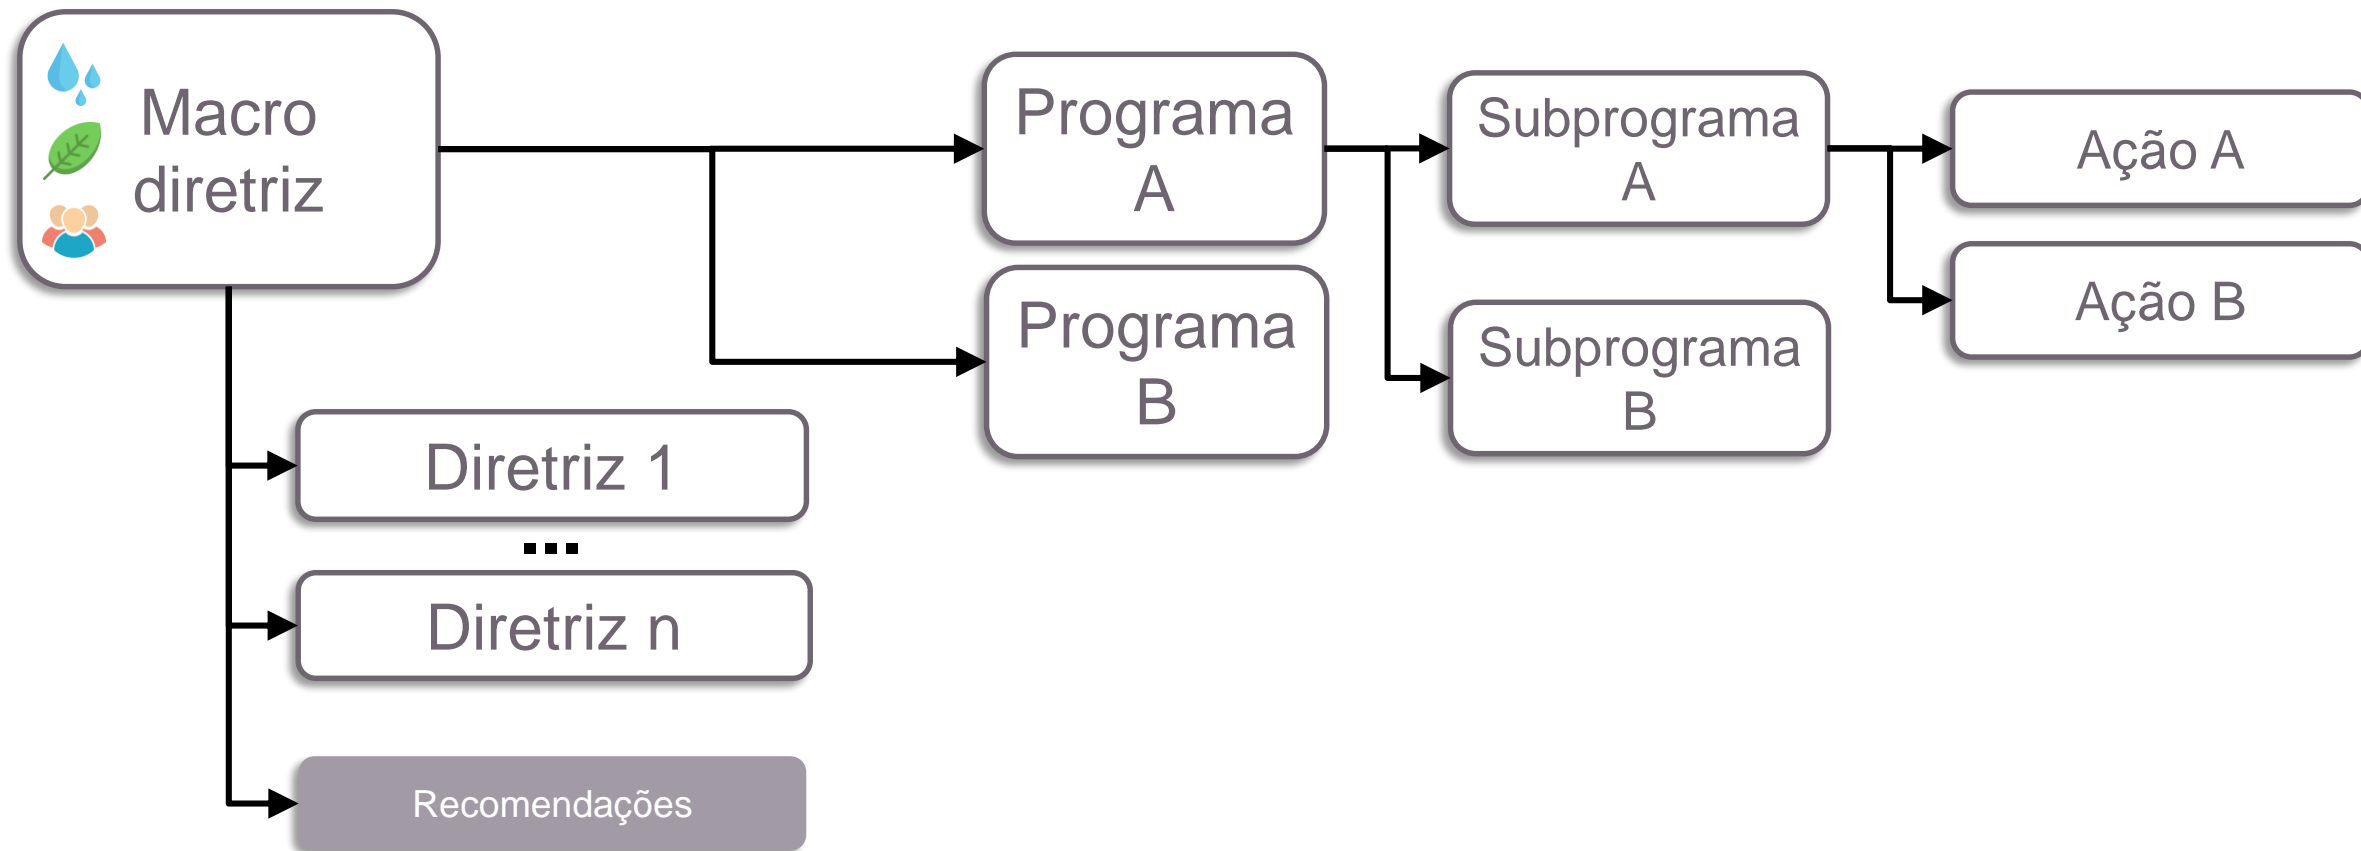 Macro
diretriz
Programa
A
Subprograma
A
Ação A
Ação B
Programa
B
Subprograma
B
Diretriz 1
...
Diretriz n
Recomendações